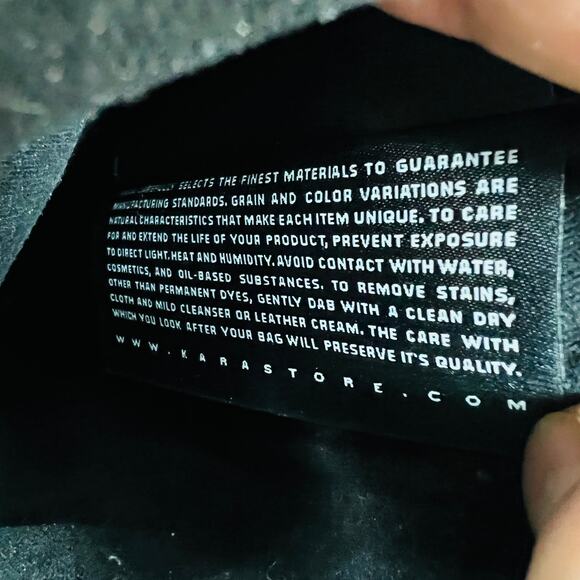 SELECTS THE FINEST MATERIALS TO GUARANTEE
MANUFACTURING STANDARDS. GRAIN AND COLOR VARIATIONS ARE
NATURAL CHARACTERISTICS THAT MAKE EACH ITEM UNIQUE. TO CARE
FOR AND EXTEND THE LIFE OF YOUR PRODUCT, PREVENT EXPOSURE
TO DIRECT LIGHT. HEAT AND HUMIDITY. AVOID CONTACT WITH WATER,
COSMETICS, AND OIL-BASED SUBSTANCES. TO REMOVE STAINS,
OTHER THAN PERMANENT DYES, GENTLY DAB WITH A CLEAN DRY
CLOTH AND MILD CLEANSER OR LEATHER CREAM. THE CARE WITH
WHICH YOU LOOK AFTER YOUR BAG WILL PRESERVE IT'S QUALITY.
WWW.KARASTORE.COM